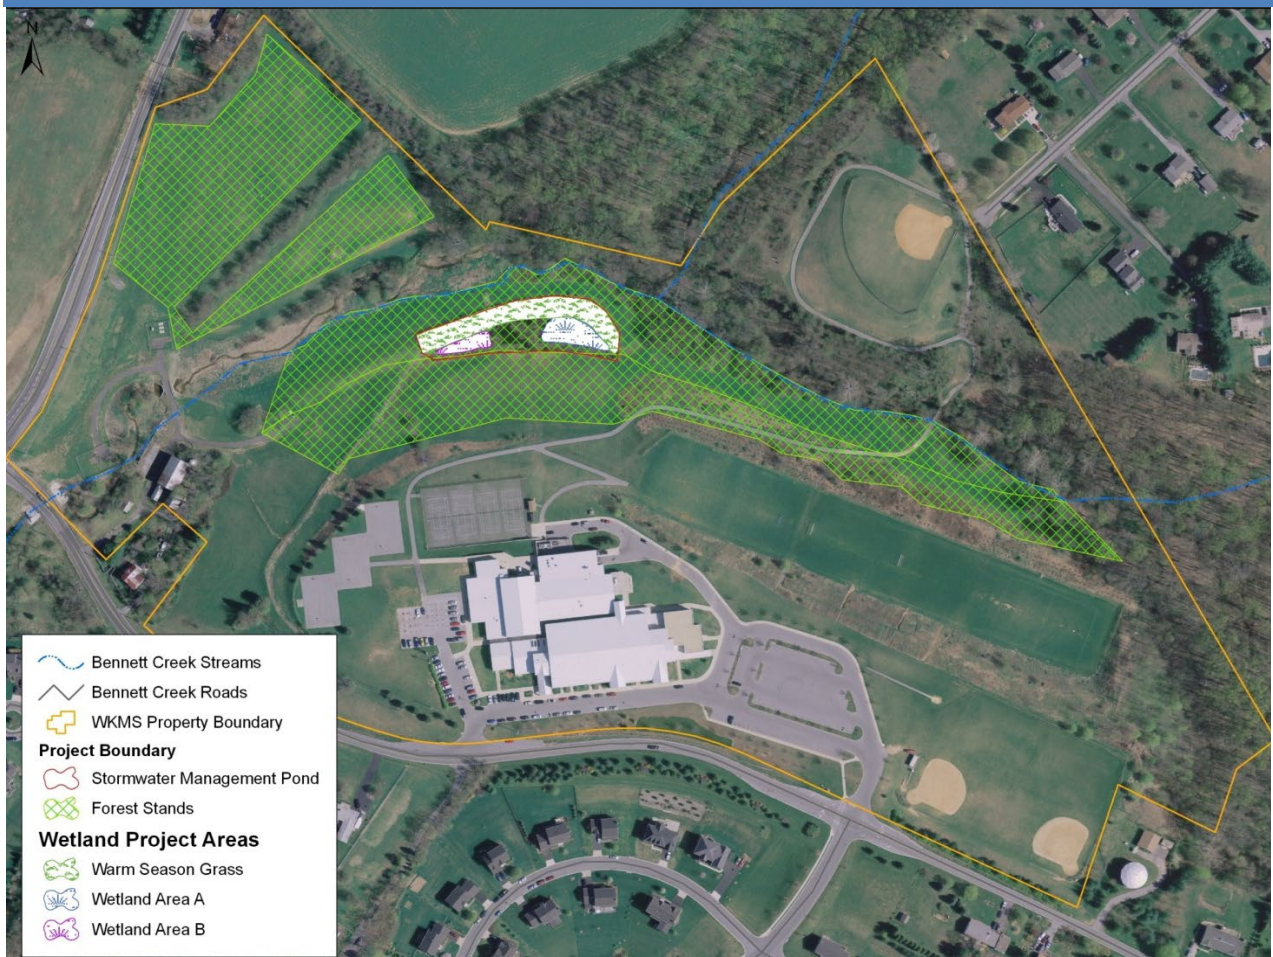 N
Bennett Creek Streams
Bennett Creek Roads
WKMS Property Boundary
Project Boundary
Stormwater Management Pond
Forest Stands
Wetland Project Areas
Warm Season Grass
Wetland Area A
Wetland Area B